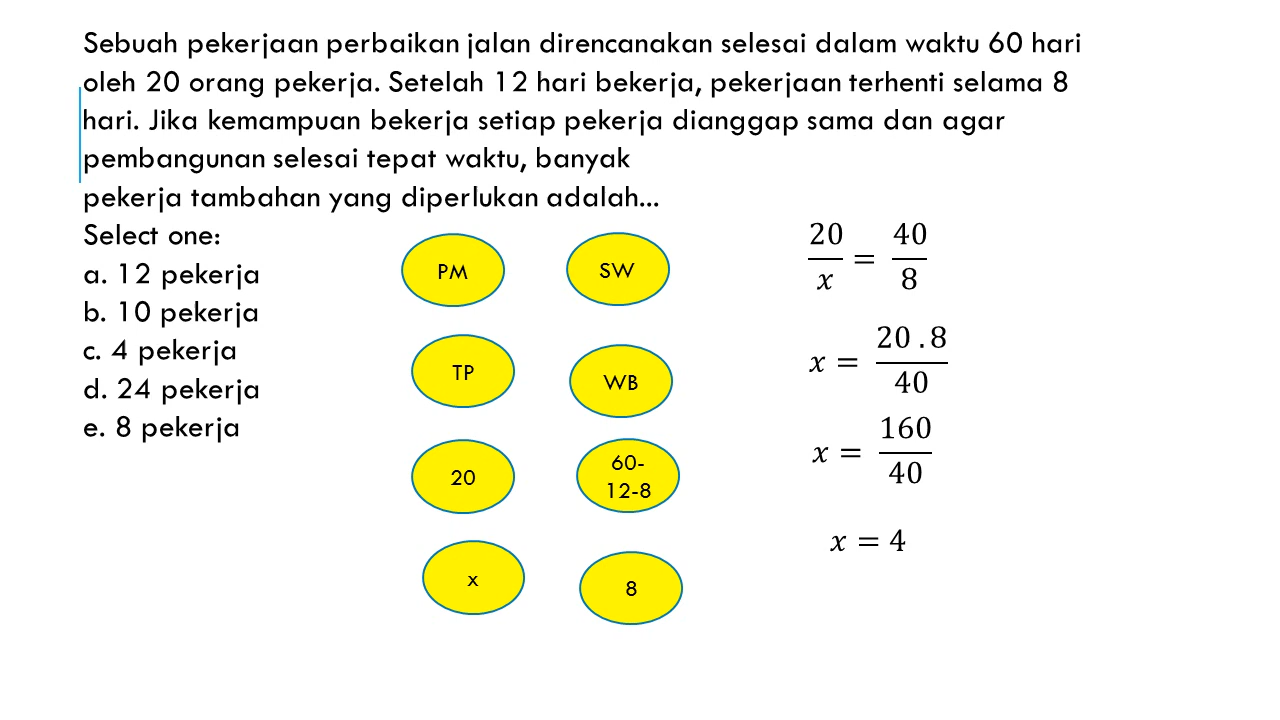 Sebuah pekerjaan perbaikan jalan direncanakan selesai dalam waktu 60 hari
oleh 20 orang pekerja. Setelah 12 hari bekerja, pekerjaan terhenti selama 8
hari. Jika kemampuan bekerja setiap pekerja dianggap sama dan agar
pembangunan selesai tepat waktu, banyak
pekerja tambahan yang diperlukan adalah...
Select one:
a. 12 pekerja
b. 10 pekerja
c. 4 pekerja
d. 24 pekerja
e. 8 pekerja
PM
SW
TP
WB
20
60-
12-8
x
8
20/x = 40/8
x = 20 . 8/40
x = 160/40
x = 4